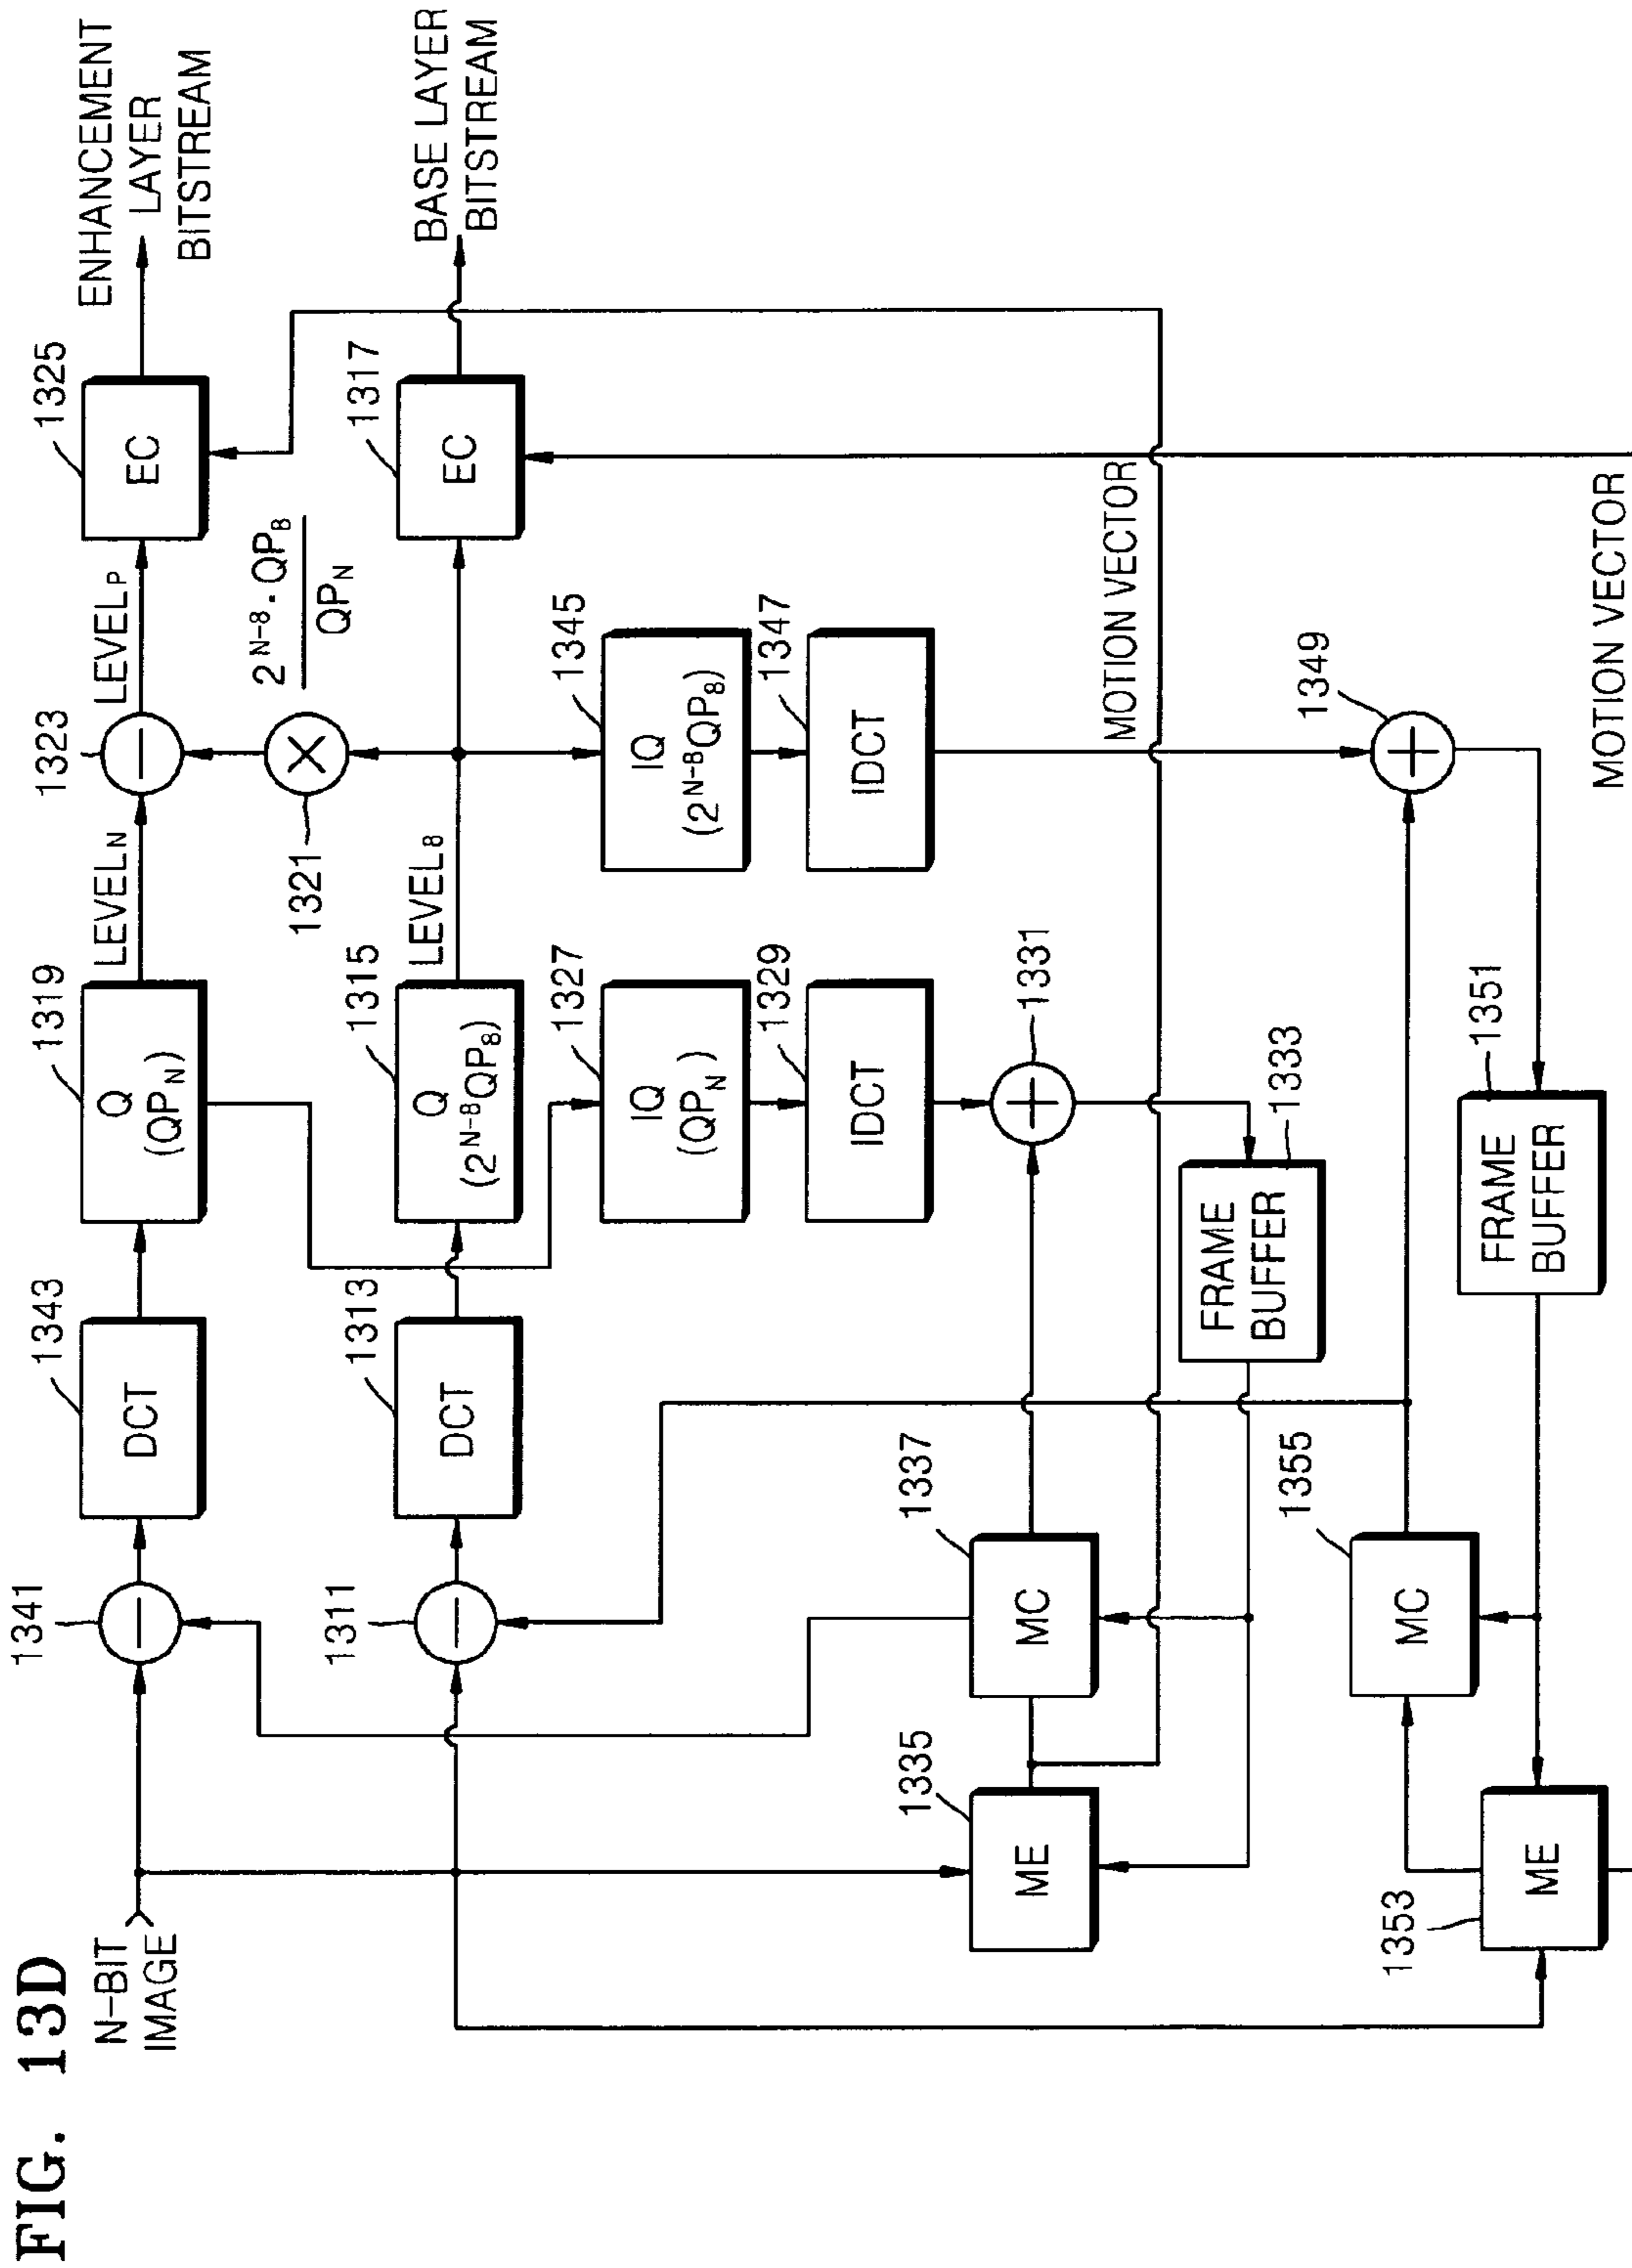 FIG. 13D
N-BIT
IMAGE
1341
1343
DCT
1319
Q
(QP_N)
LEVEL_N
1323
LEVEL_P
1325
EC
ENHANCEMENT
LAYER
BITSTREAM
1321
2^{N-8}·QP_B
QP_N
1311
1313
DCT
1315
Q
(2^{N-8}QP_8)
LEVEL_8
1317
EC
BASE LAYER
BITSTREAM
1327
IQ
(QP_N)
1345
IQ
(2^{N-8}QP_8)
1329
IDCT
1347
IDCT
1335
ME
1337
MC
1331
MOTION VECTOR
1333
FRAME
BUFFER
1355
MC
1349
1353
ME
1351
FRAME
BUFFER
MOTION VECTOR